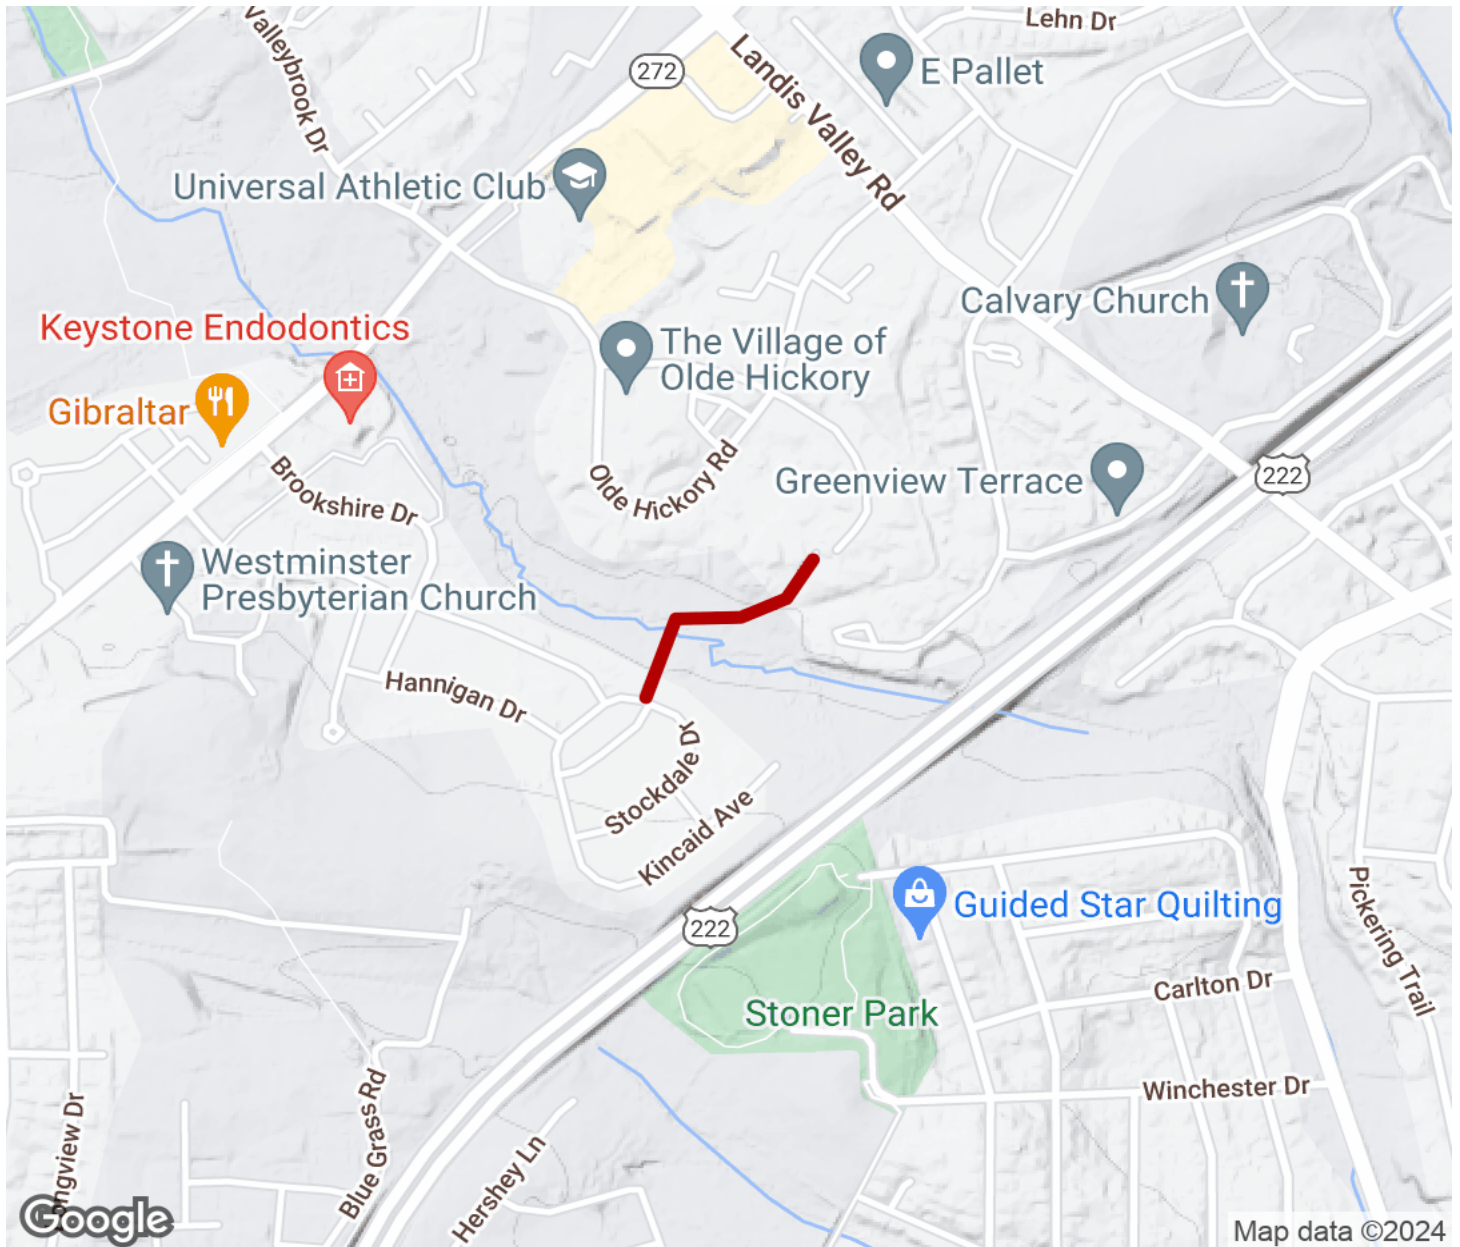 Lehn Dr
Valleybrook Dr
272
Landis Valley Rd
E Pallet
Universal Athletic Club
Calvary Church
Keystone Endodontics
The Village of
Olde Hickory
Gibraltar
Olde Hickory Rd
Greenview Terrace
222
Brookshire Dr
Westminster
Presbyterian Church
Hannigan Dr
Stockdale Dr
Kincaid Ave
222
Guided Star Quilting
Pickering Trail
Carlton Dr
Stoner Park
Winchester Dr
Blue Grass Rd
Hershey Ln
Google
Map data ©2024